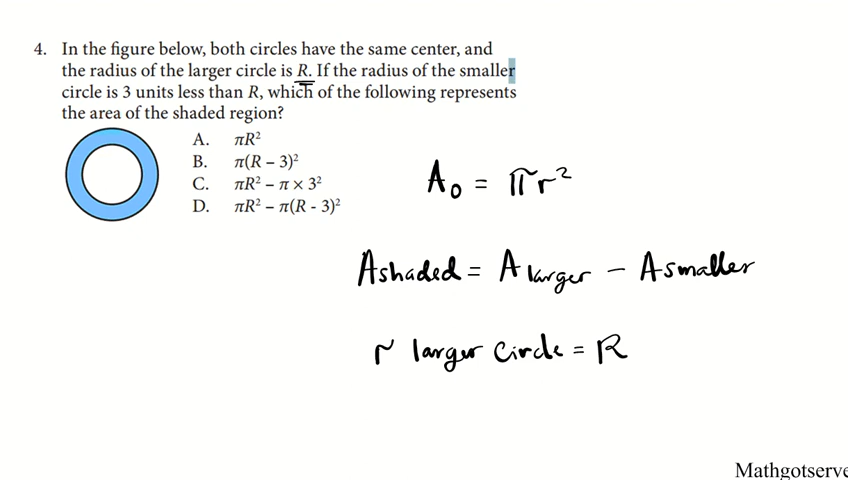 4. In the figure below, both circles have the same center, and
the radius of the larger circle is R. If the radius of the smaller
circle is 3 units less than R, which of the following represents
the area of the shaded region?
A. πR²
B. π(R – 3)²
C. πR² – π × 3²
D. πR² – π(R - 3)²
A₀ = πr²
Ashaded = A larger – A smaller
r larger circle = R
Mathgotserve